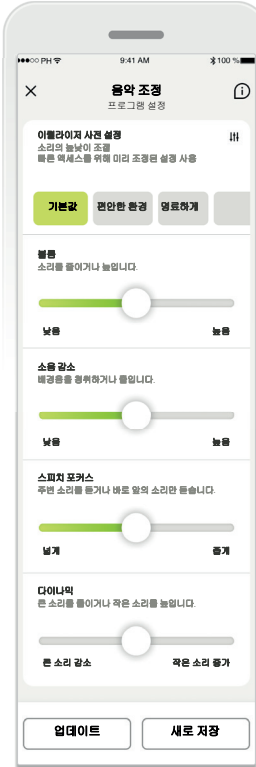 PH 9:41 AM 100 %
음악 조정
프로그램 설정
이퀄라이저 사전 설정
소리의 높낮이 조절
빠른 액세스를 위해 미리 조정된 설정 사용
기본값 편안한 환경 명료하게
볼륨
소리를 줄이거나 높입니다.
낮음 높음
소음 감소
배경음을 청취하거나 줄입니다.
낮음 높음
스피치 포커스
주변 소리를 듣거나 바로 앞의 소리만 듣습니다.
넓게 좁게
다이나믹
큰 소리를 줄이거나 작은 소리를 높입니다.
큰 소리 감소 작은 소리 증가
업데이트 새로 저장